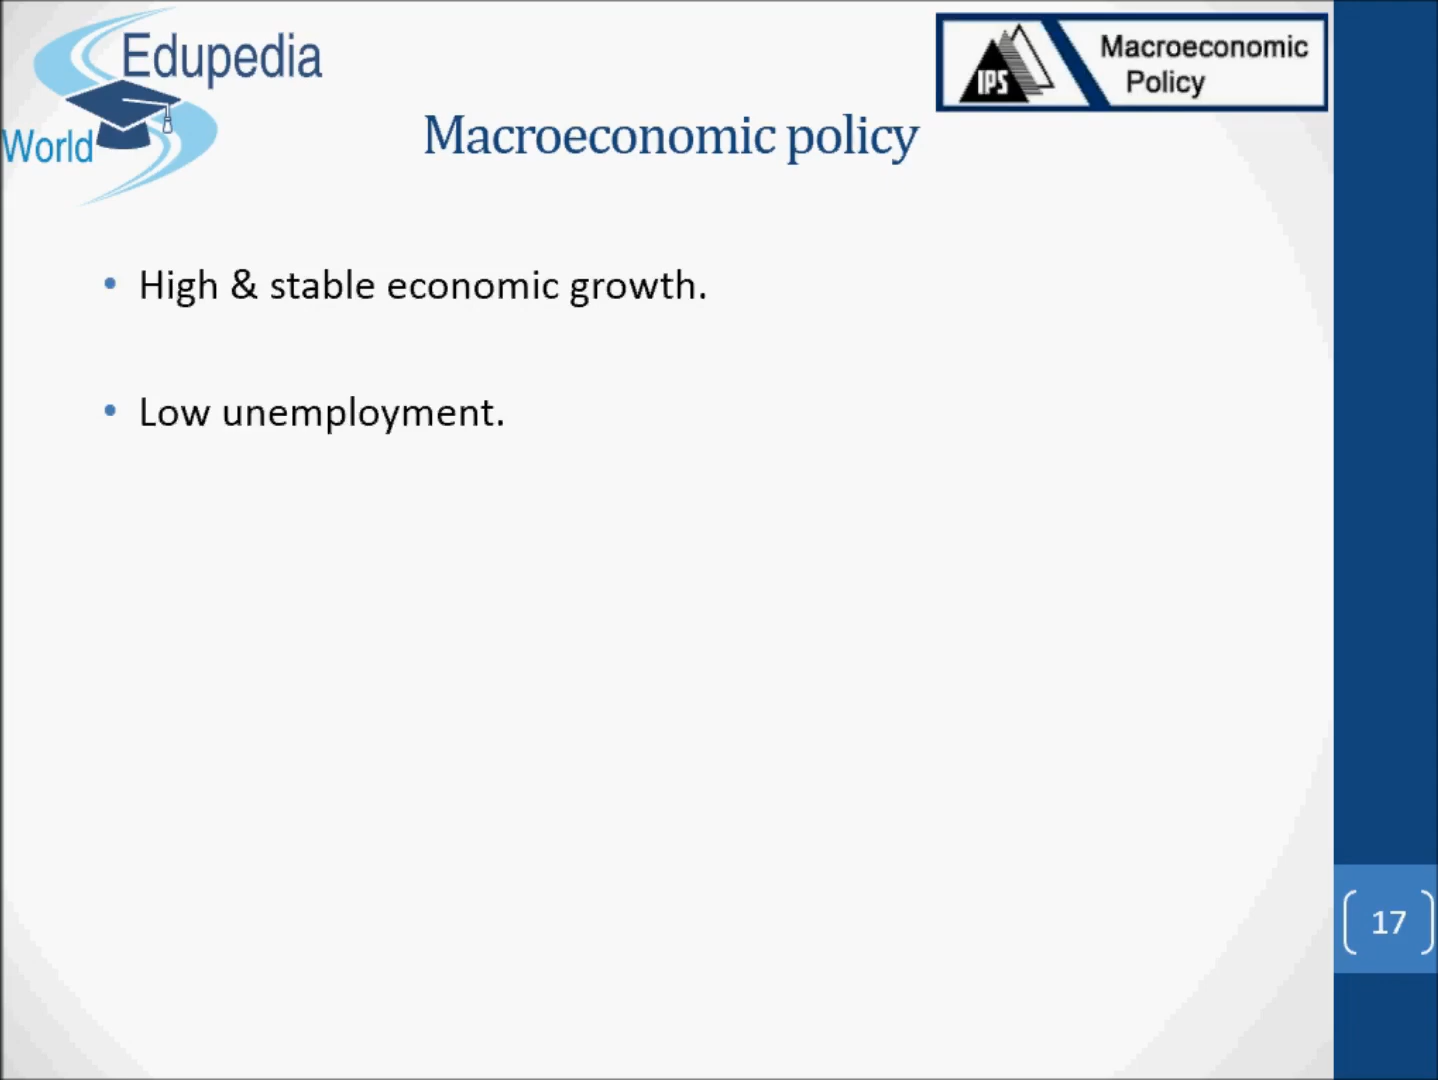 Edupedia
World
IPS
Macroeconomic
Policy
Macroeconomic policy
• High & stable economic growth.
• Low unemployment.
17